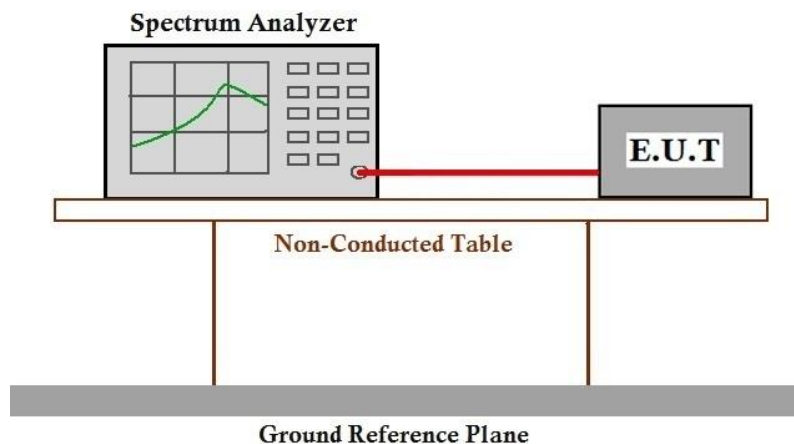 Spectrum Analyzer
E.U.T
Non-Conducted Table
Ground Reference Plane